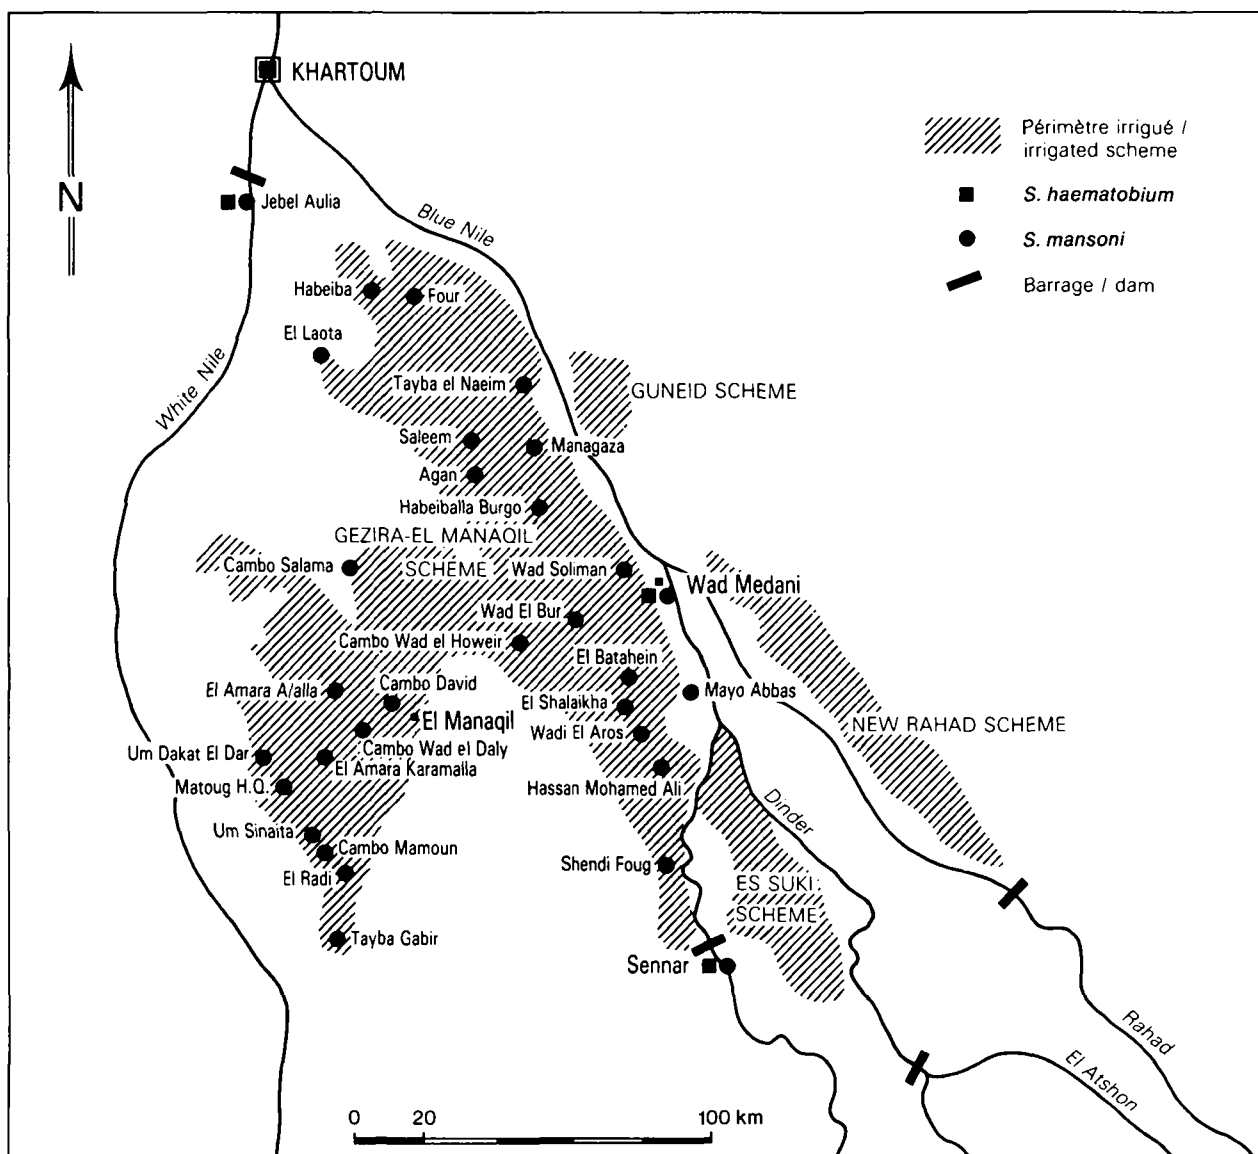 KHARTOUM
N
Périmètre irrigué /
irrigated scheme
S. haematobium
S. mansoni
Barrage / dam
Jebel Aulia
Blue Nile
White Nile
Habeiba
Four
El Laota
Tayba el Naeim
GUNEID SCHEME
Saleem
Managaza
Agan
Habeiballa Burgo
GEZIRA-EL MANAQIL
SCHEME
Cambo Salama
Wad Soliman
Wad Medani
Wad El Bur
Cambo Wad el Howeir
El Batahein
El Amara A/alla
Cambo David
El Shalaikha
Mayo Abbas
El Manaqil
Wadi El Aros
NEW RAHAD SCHEME
Um Dakat El Dar
Cambo Wad el Daly
El Amara Karamalla
Matoug H.Q.
Hassan Mohamed Ali
Dinder
Um Sinaita
Cambo Mamoun
El Radi
Shendi Foug
ES SUKI
SCHEME
Tayba Gabir
Sennar
Rahad
El Atshon
0 20 100 km